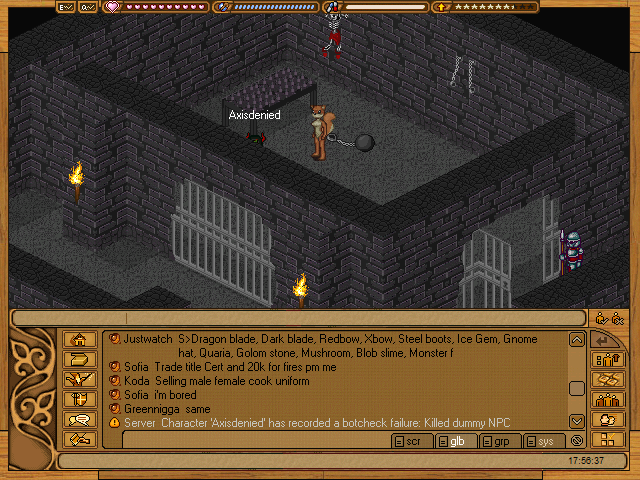 Axisdenied
Justwatch S>Dragon blade, Dark blade, Redbow, Xbow, Steel boots, Ice Gem, Gnome
hat, Quaria, Golom stone, Mushroom, Blob slime, Monster f
Sofia Trade title Cert and 20k for fires pm me
Koda Selling male female cook uniform
Sofia i'm bored
Greennigga same
Server Character 'Axisdenied' has recorded a botcheck failure: Killed dummy NPC
scr glb grp sys
17:56:37